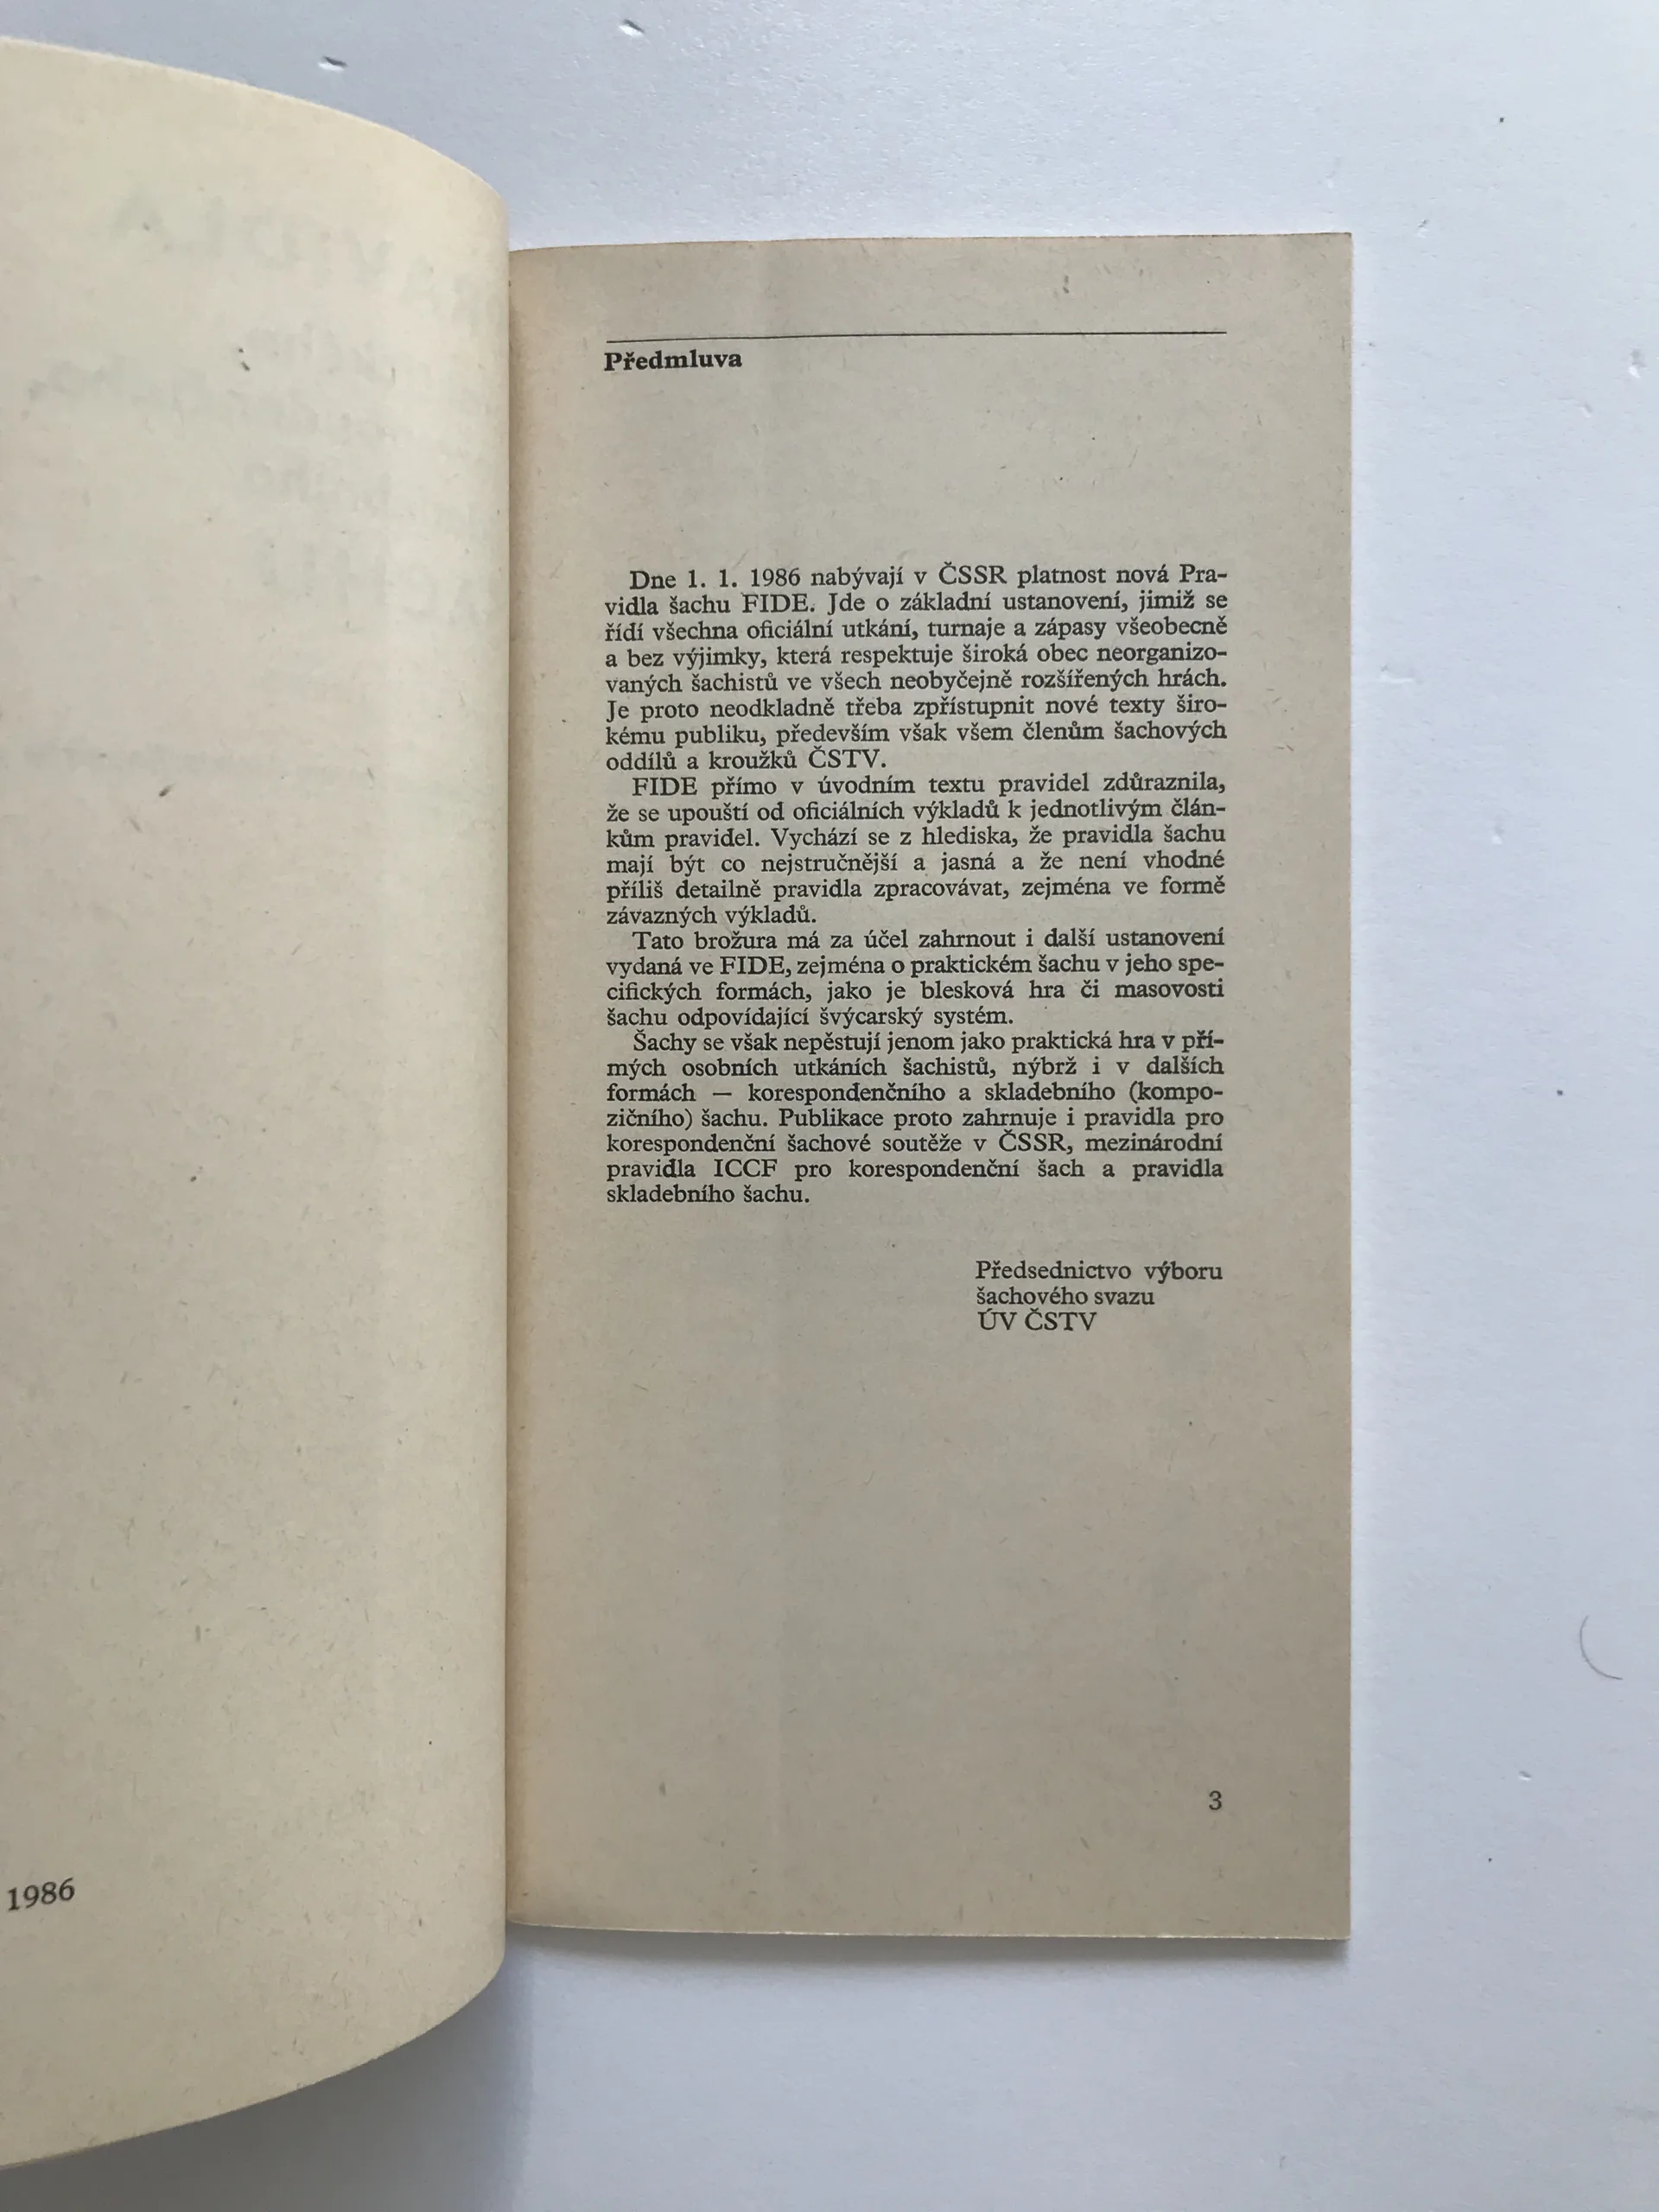 1986
Předmluva
Dne 1. 1. 1986 nabývají v ČSSR platnost nová Pra-
vidla šachu FIDE. Jde o základní ustanovení, jimiž se
řídí všechna oficiální utkání, turnaje a zápasy všeobecně
a bez výjimky, která respektuje široká obec neorganizo-
vaných šachistů ve všech neobyčejně rozšířených hrách.
Je proto neodkladně třeba zpřístupnit nové texty širo-
kému publiku, především však všem členům šachových
oddílů a kroužků ČSTV.
FIDE přímo v úvodním textu pravidel zdůraznila,
že se upouští od oficiálních výkladů k jednotlivým člán-
kům pravidel. Vychází se z hlediska, že pravidla šachu
mají být co nejstručnější a jasná a že není vhodné
příliš detailně pravidla zpracovávat, zejména ve formě
závazných výkladů.
Tato brožura má za účel zahrnout i další ustanovení
vydaná ve FIDE, zejména o praktickém šachu v jeho spe-
cifických formách, jako je blesková hra či masovosti
šachu odpovídající švýcarský systém.
Šachy se však nepěstují jenom jako praktická hra v pří-
mých osobních utkáních šachistů, nýbrž i v dalších
formách — korespondenčního a skladebního (kompo-
zičního) šachu. Publikace proto zahrnuje i pravidla pro
korespondenční šachové soutěže v ČSSR, mezinárodní
pravidla ICCF pro korespondenční šach a pravidla
skladebního šachu.
Předsednictvo výboru
šachového svazu
ÚV ČSTV
3